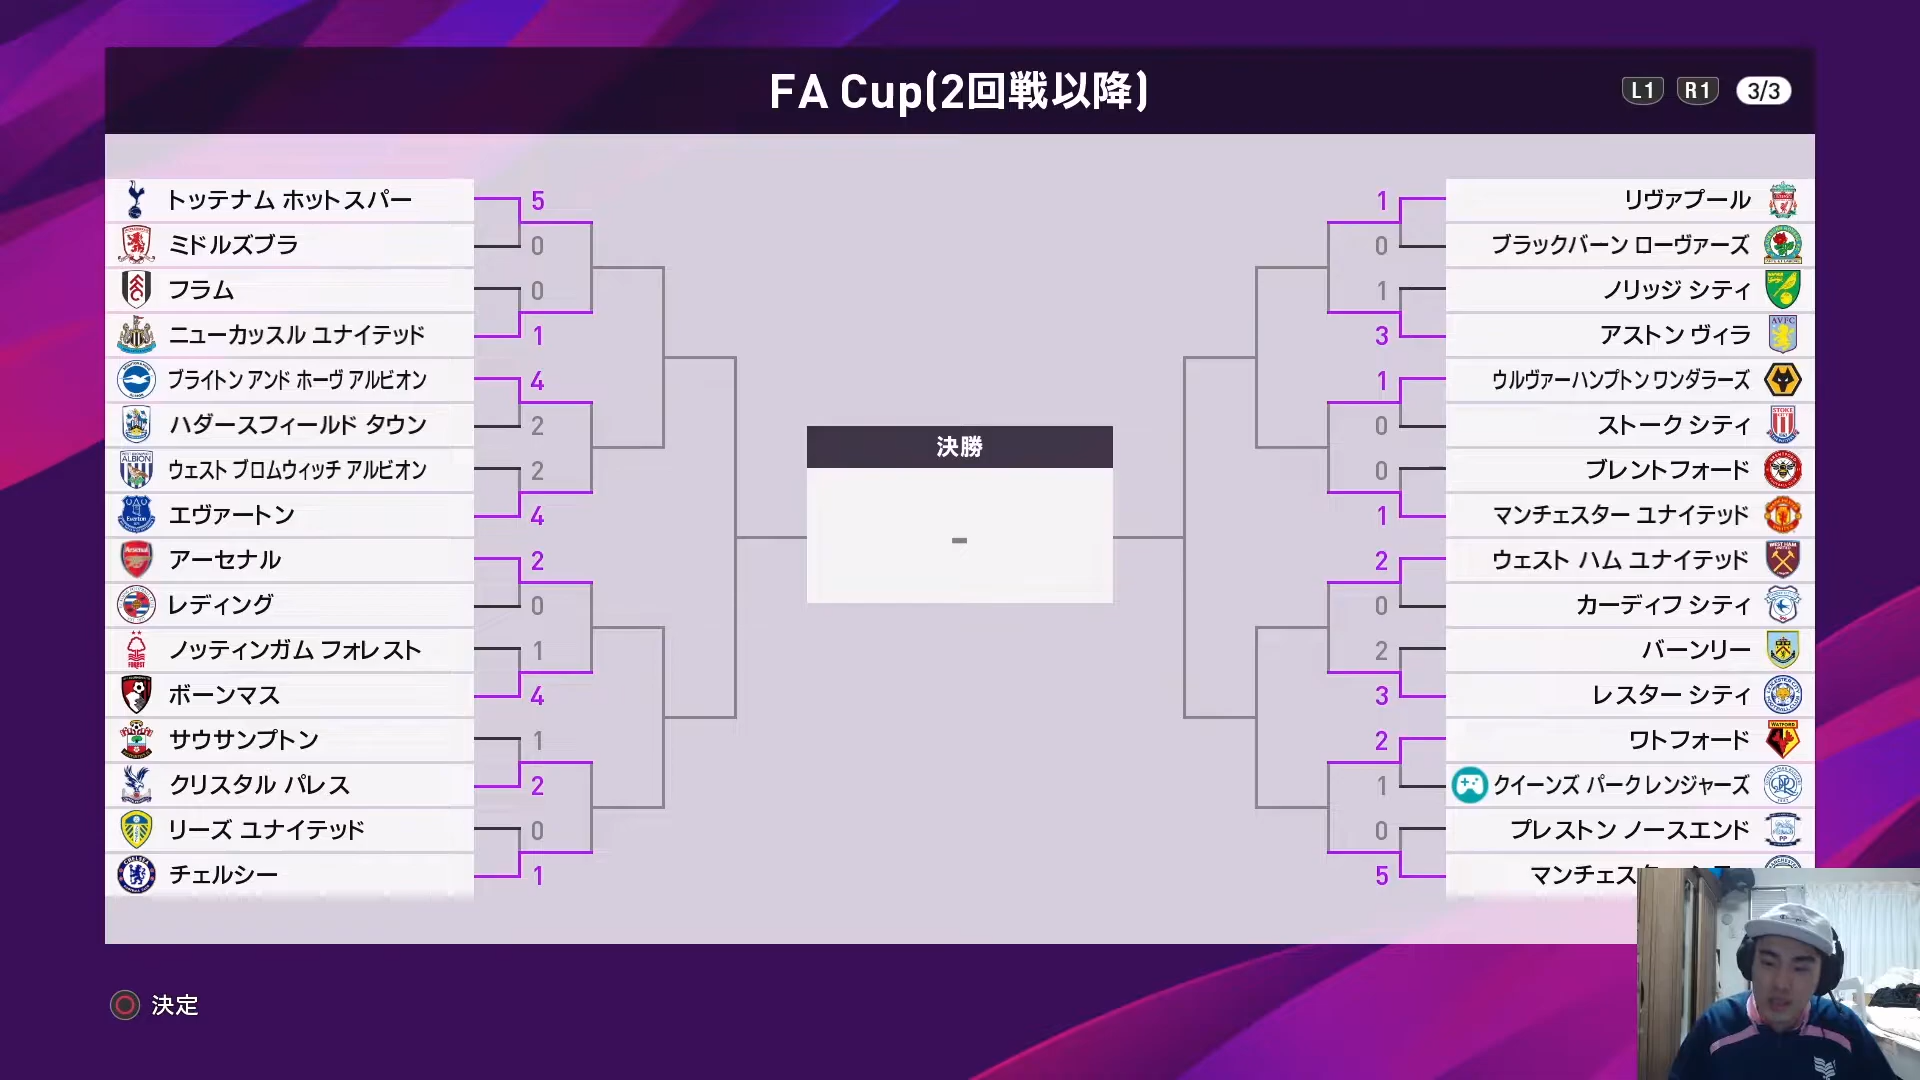 FA Cup(2回戦以降)
L1 R1 3/3
トッテナム ホットスパー 5
ミドルズブラ 0
フラム 0
ニューカッスル ユナイテッド 1
ブライトン アンド ホーヴ アルビオン 4
ハダースフィールド タウン 2
ウェスト ブロムウィッチ アルビオン 2
エヴァートン 4
アーセナル 2
レディング 0
ノッティンガム フォレスト 1
ボーンマス 4
サウサンプトン 1
クリスタル パレス 2
リーズ ユナイテッド 0
チェルシー 1
決勝
-
1 リヴァプール
0 ブラックバーン ローヴァーズ
1 ノリッジ シティ
3 アストン ヴィラ
1 ウルヴァーハンプトン ワンダラーズ
0 ストーク シティ
0 ブレントフォード
1 マンチェスター ユナイテッド
2 ウェスト ハム ユナイテッド
0 カーディフ シティ
2 バーンリー
3 レスター シティ
2 ワトフォード
1 クイーンズ パーク レンジャーズ
0 プレストン ノースエンド
5 マンチェス
決定